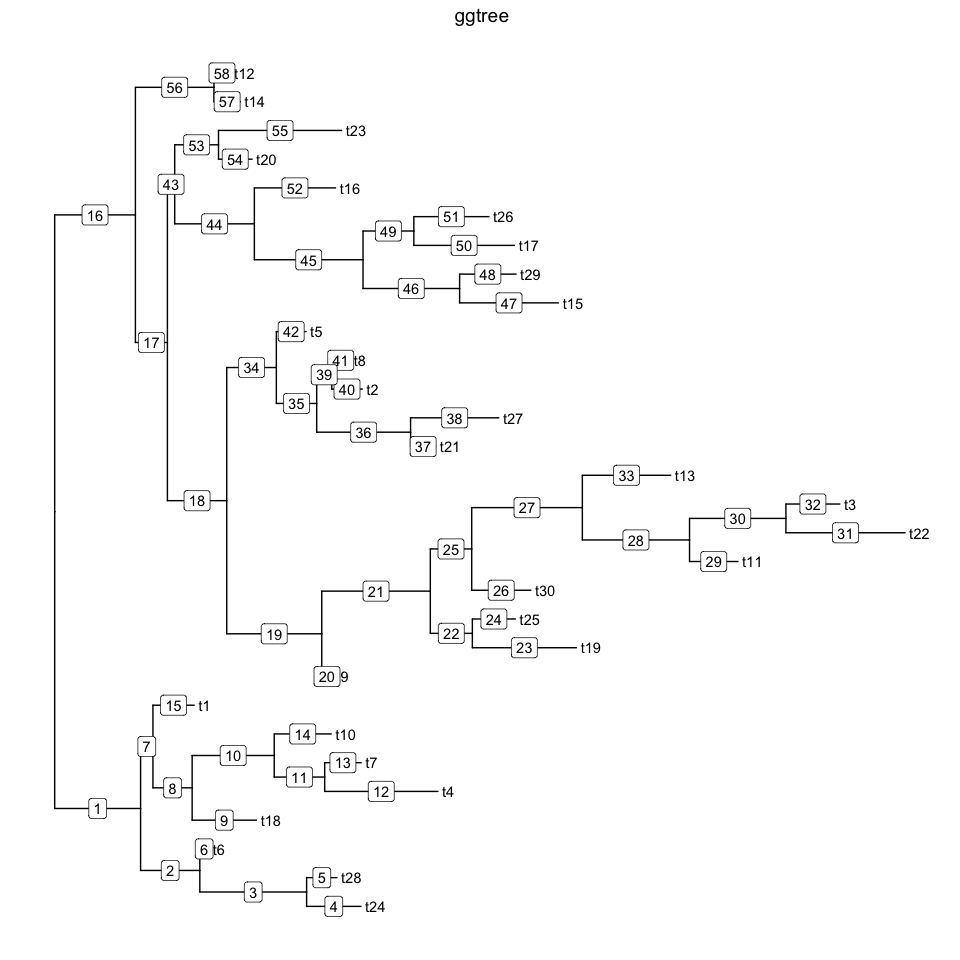 ggtree
58 t12
56
57 t14
55 t23
53
54 t20
43
52 t16
16
51 t26
44
49
50 t17
45
48 t29
46
47 t15
42 t5
17
41 t8
34
39
40 t2
35
38 t27
36
37 t21
33 t13
18
32 t3
27
30
31 t22
28
25
29 t11
21
26 t30
24 t25
19
22
23 t19
20 9
15 t1
14 t10
7
10
13 t7
11
8
12 t4
1
9 t18
6 t6
2
5 t28
3
4 t24